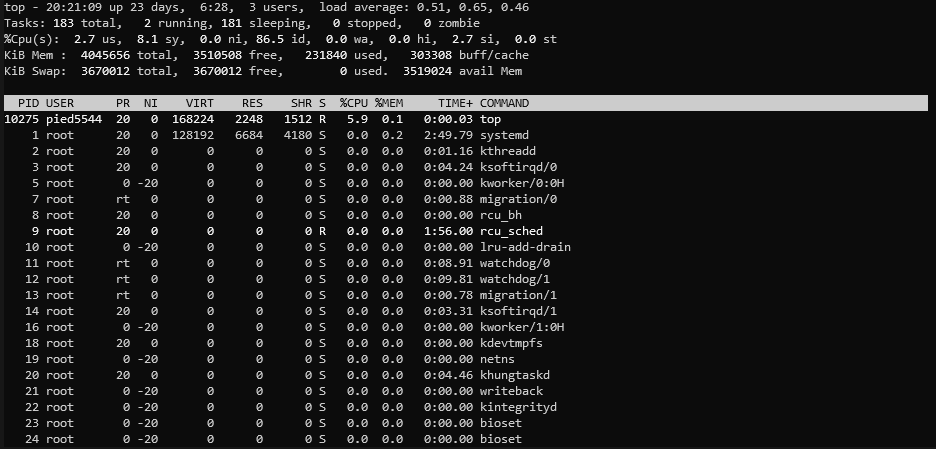 top - 20:21:09 up 23 days,  6:28,  3 users,  load average: 0.51, 0.65, 0.46
Tasks: 183 total,   2 running, 181 sleeping,   0 stopped,   0 zombie
%Cpu(s):  2.7 us,  8.1 sy,  0.0 ni, 86.5 id,  0.0 wa,  0.0 hi,  2.7 si,  0.0 st
KiB Mem :  4045656 total,  3510508 free,   231840 used,   303308 buff/cache
KiB Swap:  3670012 total,  3670012 free,        0 used.  3519024 avail Mem
  PID USER      PR  NI    VIRT    RES    SHR S  %CPU %MEM     TIME+ COMMAND
10275 pied5544  20   0  168224   2248   1512 R   5.9  0.1   0:00.03 top
    1 root      20   0  128192   6684   4180 S   0.0  0.2   2:49.79 systemd
    2 root      20   0       0      0      0 S   0.0  0.0   0:01.16 kthreadd
    3 root      20   0       0      0      0 S   0.0  0.0   0:04.24 ksoftirqd/0
    5 root       0 -20       0      0      0 S   0.0  0.0   0:00.00 kworker/0:0H
    7 root      rt   0       0      0      0 S   0.0  0.0   0:00.88 migration/0
    8 root      20   0       0      0      0 S   0.0  0.0   0:00.00 rcu_bh
    9 root      20   0       0      0      0 R   0.0  0.0   1:56.00 rcu_sched
   10 root       0 -20       0      0      0 S   0.0  0.0   0:00.00 lru-add-drain
   11 root      rt   0       0      0      0 S   0.0  0.0   0:08.91 watchdog/0
   12 root      rt   0       0      0      0 S   0.0  0.0   0:09.81 watchdog/1
   13 root      rt   0       0      0      0 S   0.0  0.0   0:00.78 migration/1
   14 root      20   0       0      0      0 S   0.0  0.0   0:03.31 ksoftirqd/1
   16 root       0 -20       0      0      0 S   0.0  0.0   0:00.00 kworker/1:0H
   18 root      20   0       0      0      0 S   0.0  0.0   0:00.00 kdevtmpfs
   19 root       0 -20       0      0      0 S   0.0  0.0   0:00.00 netns
   20 root      20   0       0      0      0 S   0.0  0.0   0:04.46 khungtaskd
   21 root       0 -20       0      0      0 S   0.0  0.0   0:00.00 writeback
   22 root       0 -20       0      0      0 S   0.0  0.0   0:00.00 kintegrityd
   23 root       0 -20       0      0      0 S   0.0  0.0   0:00.00 bioset
   24 root       0 -20       0      0      0 S   0.0  0.0   0:00.00 bioset